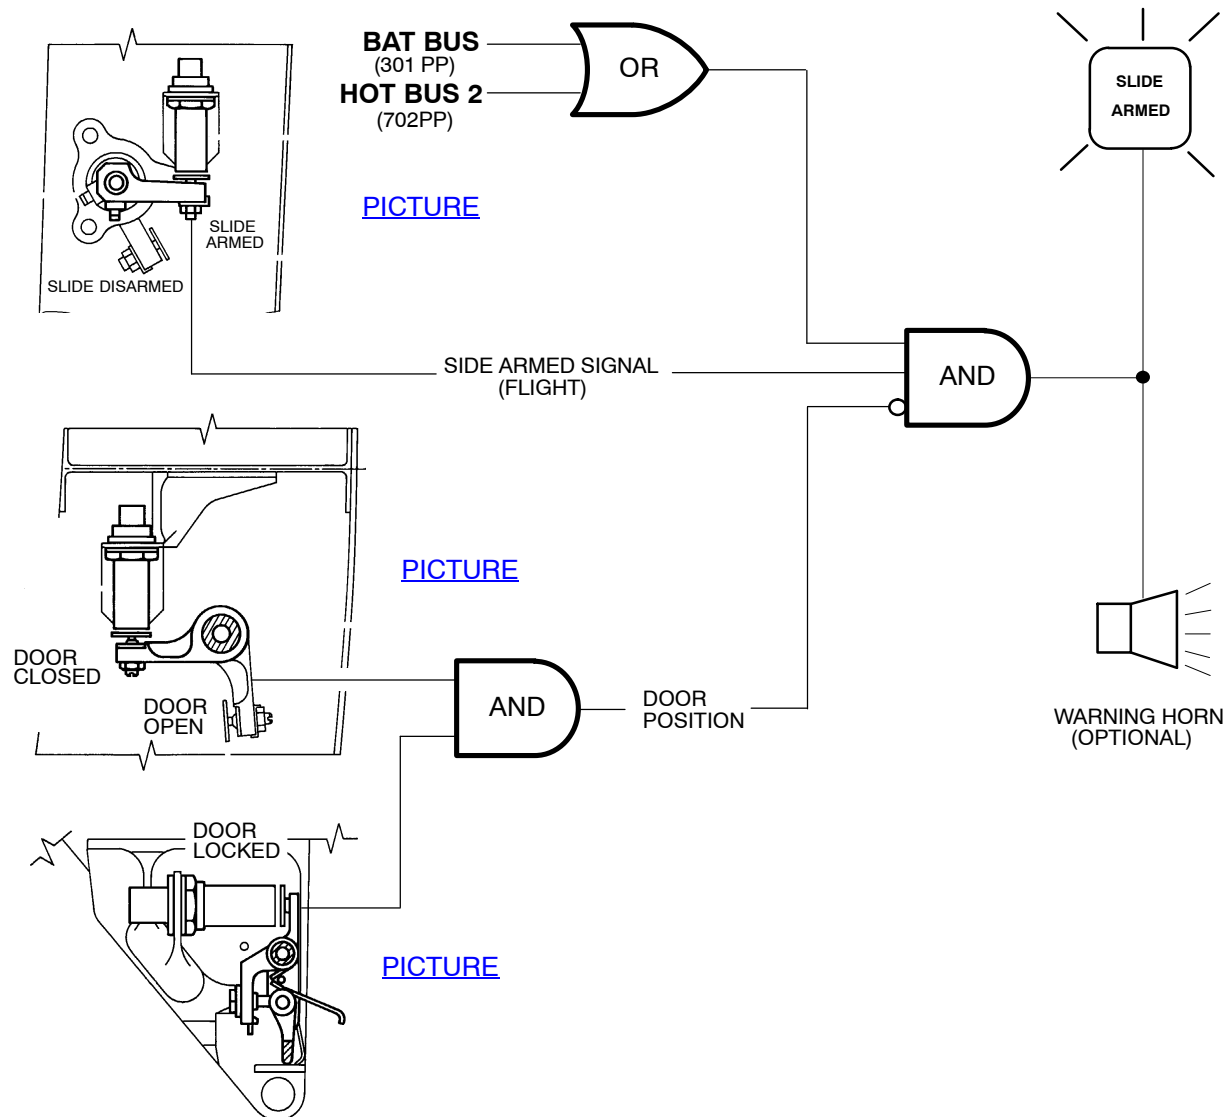 BAT BUS
(301 PP)
HOT BUS 2
(702PP)
OR
SLIDE
ARMED
PICTURE
SLIDE
ARMED
SLIDE DISARMED
SIDE ARMED SIGNAL
(FLIGHT)
AND
PICTURE
DOOR
CLOSED
DOOR
OPEN
AND
DOOR
POSITION
WARNING HORN
(OPTIONAL)
DOOR
LOCKED
PICTURE